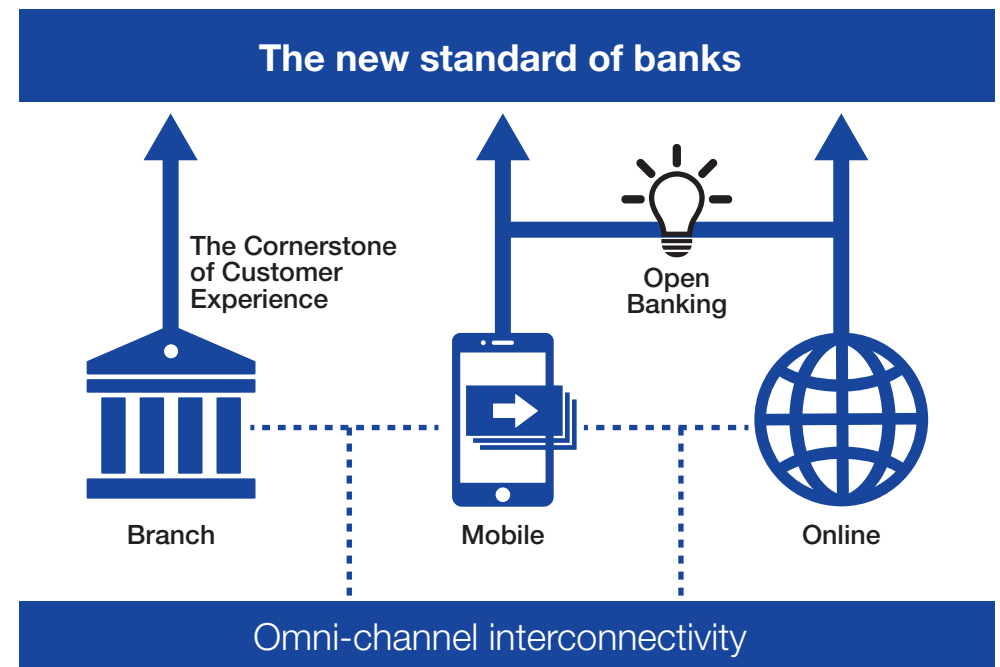 The new standard of banks
The Cornerstone
of Customer
Experience
Open
Banking
Branch
Mobile
Online
Omni-channel interconnectivity